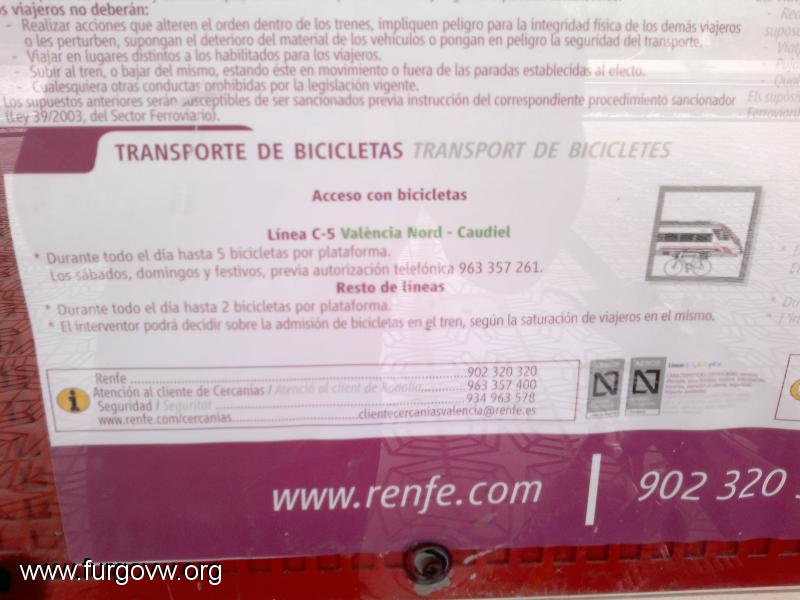 s viajeros no deberán:
- Realizar acciones que alteren el orden dentro de los trenes, impliquen peligro para la integridad física de los demás viajeros
o les perturben, supongan el deterioro del material de los vehículos o pongan en peligro la seguridad del transporte.
- Viajar en lugares distintos a los habilitados para los viajeros.
- Subir al tren, o bajar del mismo, estando éste en movimiento o fuera de las paradas establecidas al efecto.
- Cualesquiera otras conductas prohibidas por la legislación vigente.
Los supuestos anteriores serán susceptibles de ser sancionados previa instrucción del correspondiente procedimiento sancionador
(Ley 39/2003, del Sector Ferroviario).
TRANSPORTE DE BICICLETAS TRANSPORT DE BICICLETES
Acceso con bicicletas
Línea C-5 València Nord - Caudiel
* Durante todo el día hasta 5 bicicletas por plataforma.
Los sábados, domingos y festivos, previa autorización telefónica 963 357 261.
Resto de líneas
* Durante todo el día hasta 2 bicicletas por plataforma.
* El interventor podrá decidir sobre la admisión de bicicletas en el tren, según la saturación de viajeros en el mismo.
Renfe ... 902 320 320
Atención al cliente de Cercanías / Atenció al client de Rodalia ... 963 357 400
Seguridad / Seguritat ... 934 963 578
www.renfe.com/cercanias ... clientecercaniasvalencia@renfe.es
www.renfe.com | 902 320
www.furgovw.org